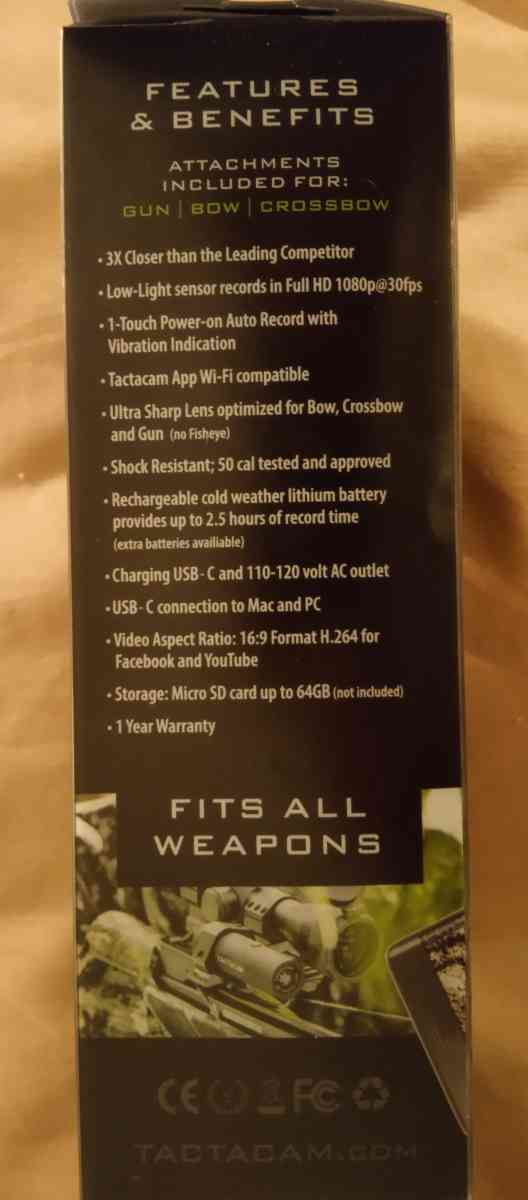 FEATURES
& BENEFITS
ATTACHMENTS
INCLUDED FOR:
GUN | BOW | CROSSBOW
• 3X Closer than the Leading Competitor
• Low-Light sensor records in Full HD 1080p@30fps
• 1-Touch Power-on Auto Record with
Vibration Indication
• Tactacam App Wi-Fi compatible
• Ultra Sharp Lens optimized for Bow, Crossbow
and Gun (no Fisheye)
• Shock Resistant; 50 cal tested and approved
• Rechargeable cold weather lithium battery
provides up to 2.5 hours of record time
(extra batteries availiable)
• Charging USB-C and 110-120 volt AC outlet
• USB-C connection to Mac and PC
• Video Aspect Ratio: 16:9 Format H.264 for
Facebook and YouTube
• Storage: Micro SD card up to 64GB (not included)
• 1 Year Warranty
FITS ALL
WEAPONS
CE FC
TACTACAM.COM